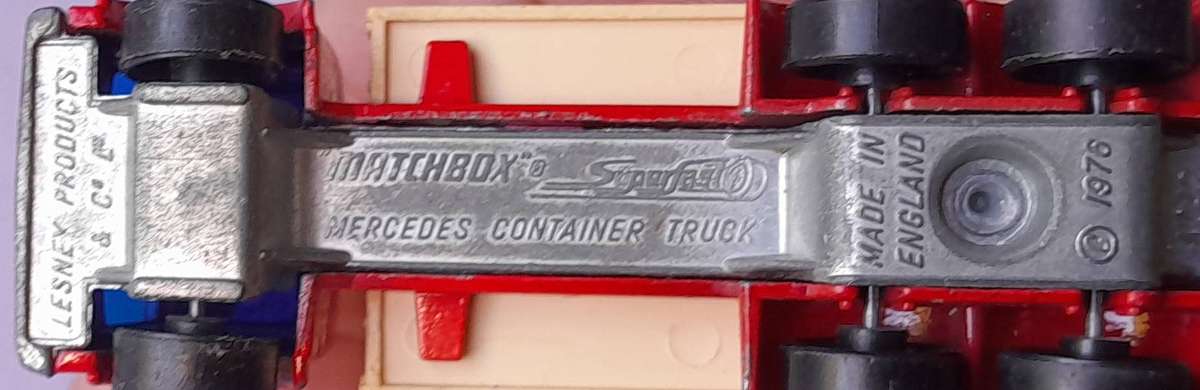 LESNEY PRODUCTS
& Cº Lᵀᴰ
"MATCHBOX"® Superfast
MERCEDES CONTAINER TRUCK
MADE IN
ENGLAND
© 1976